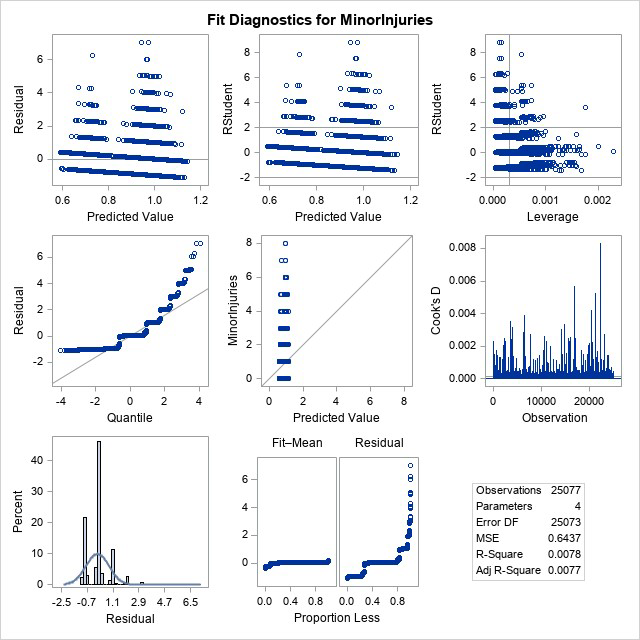 Fit Diagnostics for MinorInjuries
Residual
6
4
2
0
0.6 0.8 1.0 1.2
Predicted Value
RStudent
8
6
4
2
0
-2
0.6 0.8 1.0 1.2
Predicted Value
RStudent
8
6
4
2
0
-2
0.000 0.001 0.002
Leverage
Residual
6
4
2
0
-2
-4 -2 0 2 4
Quantile
MinorInjuries
8
6
4
2
0
0 2 4 6 8
Predicted Value
Cook's D
0.008
0.006
0.004
0.002
0.000
0 10000 20000
Observation
Percent
40
30
20
10
0
-2.5 -0.7 1.1 2.9 4.7 6.5
Residual
Fit–Mean Residual
7
6
5
4
3
2
1
0
-1
0.0 0.4 0.8 0.0 0.4 0.8
Proportion Less
Observations 25077
Parameters 4
Error DF 25073
MSE 0.6437
R-Square 0.0078
Adj R-Square 0.0077